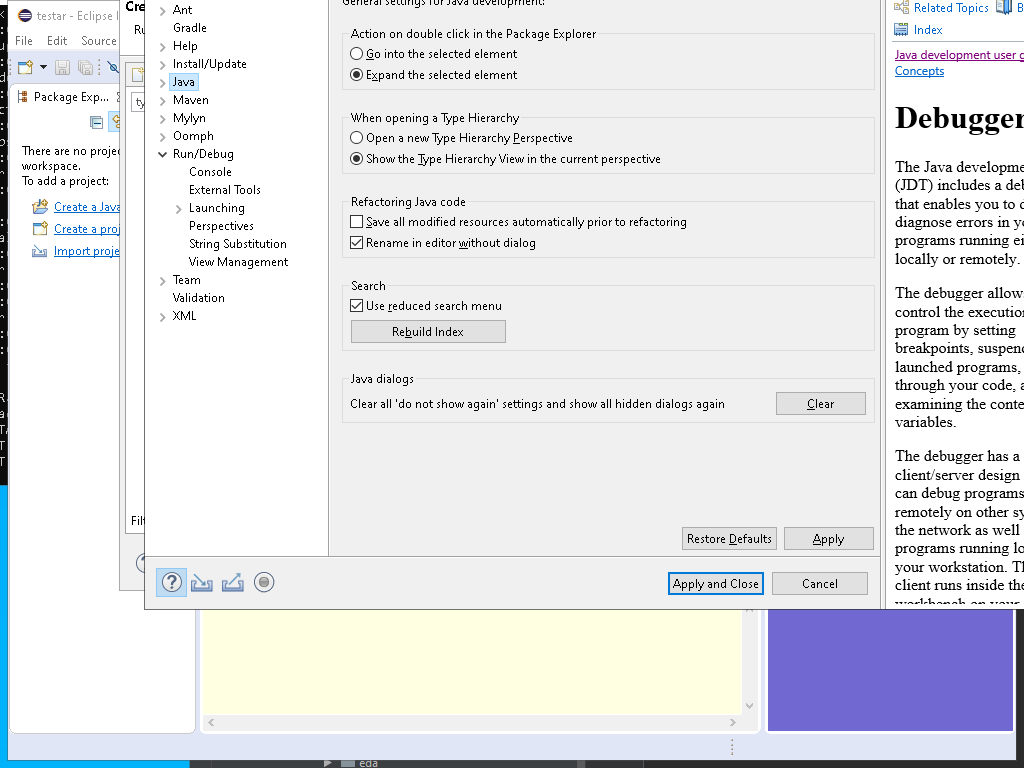 testar - Eclipse I
File Edit Source
Package Exp...
There are no proje
workspace.
To add a project:
Create a Java
Create a proj
Import proje
Cre
Ru
ty
Filt
Ant
Gradle
Help
Install/Update
Java
Maven
Mylyn
Oomph
Run/Debug
Console
External Tools
Launching
Perspectives
String Substitution
View Management
Team
Validation
XML
General settings for Java development:
Action on double click in the Package Explorer
Go into the selected element
Expand the selected element
When opening a Type Hierarchy
Open a new Type Hierarchy Perspective
Show the Type Hierarchy View in the current perspective
Refactoring Java code
Save all modified resources automatically prior to refactoring
Rename in editor without dialog
Search
Use reduced search menu
Rebuild Index
Java dialogs
Clear all 'do not show again' settings and show all hidden dialogs again
Clear
Restore Defaults
Apply
Apply and Close
Cancel
Related Topics
B
Index
Java development user g
Concepts
Debugger
The Java developme
(JDT) includes a deb
that enables you to d
diagnose errors in yo
programs running ei
locally or remotely.
The debugger allows
control the execution
program by setting
breakpoints, suspend
launched programs,
through your code, a
examining the conte
variables.
The debugger has a
client/server design
can debug programs
remotely on other sy
the network as well
programs running lo
your workstation. Th
client runs inside the
workbench on your
eda